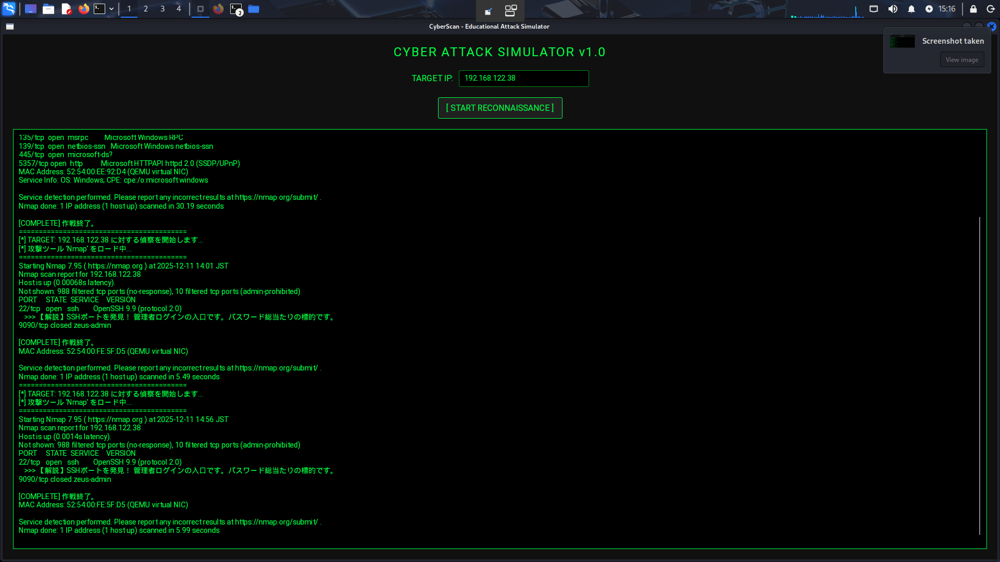 1 2 3 4 2 15:16
CyberScan - Educational Attack Simulator
Screenshot taken
View image
CYBER ATTACK SIMULATOR v1.0
TARGET IP: 192.168.122.38
[ START RECONNAISSANCE ]
135/tcp open msrpc Microsoft Windows RPC
139/tcp open netbios-ssn Microsoft Windows netbios-ssn
445/tcp open microsoft-ds?
5357/tcp open http Microsoft HTTPAPI httpd 2.0 (SSDP/UPnP)
MAC Address: 52:54:00:EE:92:D4 (QEMU virtual NIC)
Service Info: OS: Windows; CPE: cpe:/o:microsoft:windows
Service detection performed. Please report any incorrect results at https://nmap.org/submit/ .
Nmap done: 1 IP address (1 host up) scanned in 30.19 seconds
[COMPLETE] 作戦終了。
==========================================
[*] TARGET: 192.168.122.38 に対する偵察を開始します...
[*] 攻撃ツール 'Nmap' をロード中...
==========================================
Starting Nmap 7.95 ( https://nmap.org ) at 2025-12-11 14:01 JST
Nmap scan report for 192.168.122.38
Host is up (0.00068s latency).
Not shown: 988 filtered tcp ports (no-response), 10 filtered tcp ports (admin-prohibited)
PORT STATE SERVICE VERSION
22/tcp open ssh OpenSSH 9.9 (protocol 2.0)
>>> 【解説】SSHポートを発見！ 管理者ログインの入口です。パスワード総当たりの標的です。
9090/tcp closed zeus-admin
[COMPLETE] 作戦終了。
MAC Address: 52:54:00:FE:5F:D5 (QEMU virtual NIC)
Service detection performed. Please report any incorrect results at https://nmap.org/submit/ .
Nmap done: 1 IP address (1 host up) scanned in 5.49 seconds
==========================================
[*] TARGET: 192.168.122.38 に対する偵察を開始します...
[*] 攻撃ツール 'Nmap' をロード中...
==========================================
Starting Nmap 7.95 ( https://nmap.org ) at 2025-12-11 14:56 JST
Nmap scan report for 192.168.122.38
Host is up (0.0014s latency).
Not shown: 988 filtered tcp ports (no-response), 10 filtered tcp ports (admin-prohibited)
PORT STATE SERVICE VERSION
22/tcp open ssh OpenSSH 9.9 (protocol 2.0)
>>> 【解説】SSHポートを発見！ 管理者ログインの入口です。パスワード総当たりの標的です。
9090/tcp closed zeus-admin
[COMPLETE] 作戦終了。
MAC Address: 52:54:00:FE:5F:D5 (QEMU virtual NIC)
Service detection performed. Please report any incorrect results at https://nmap.org/submit/ .
Nmap done: 1 IP address (1 host up) scanned in 5.99 seconds